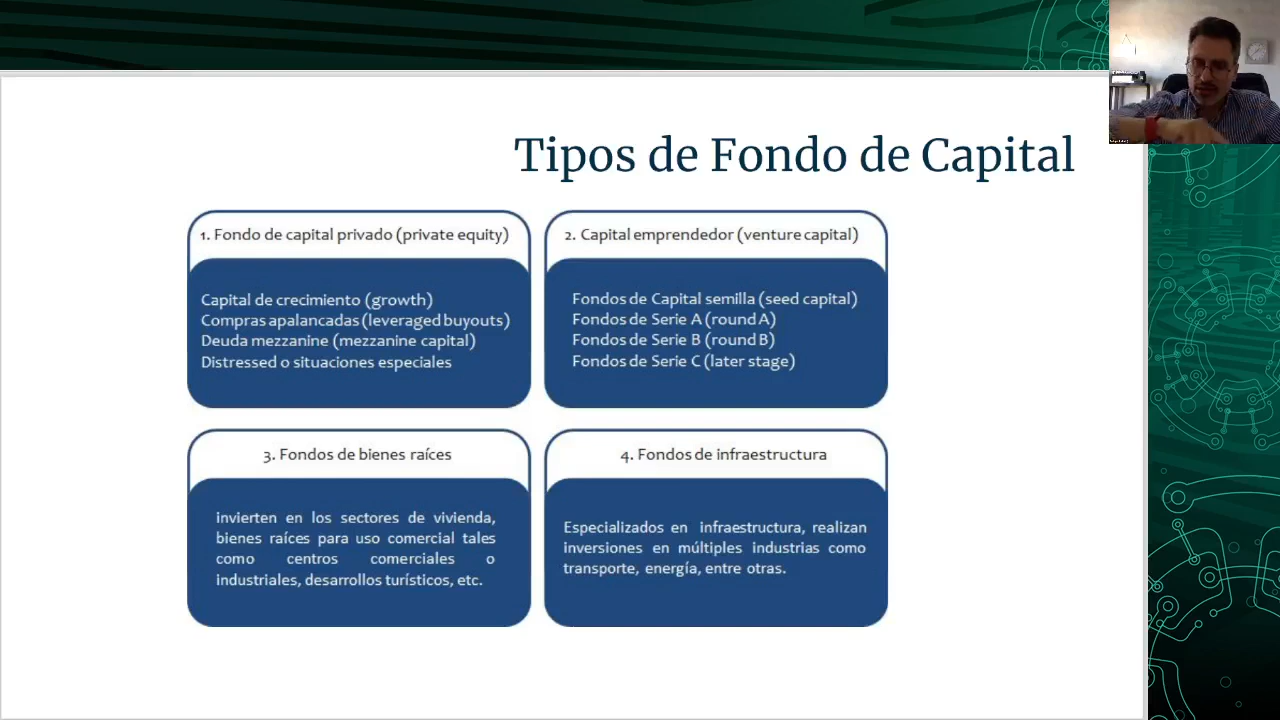 Tipos de Fondo de Capital
1. Fondo de capital privado (private equity)
Capital de crecimiento (growth)
Compras apalancadas (leveraged buyouts)
Deuda mezzanine (mezzanine capital)
Distressed o situaciones especiales
2. Capital emprendedor (venture capital)
Fondos de Capital semilla (seed capital)
Fondos de Serie A (round A)
Fondos de Serie B (round B)
Fondos de Serie C (later stage)
3. Fondos de bienes raíces
invierten en los sectores de vivienda,
bienes raíces para uso comercial tales
como centros comerciales o
industriales, desarrollos turísticos, etc.
4. Fondos de infraestructura
Especializados en infraestructura, realizan
inversiones en múltiples industrias como
transporte, energía, entre otras.